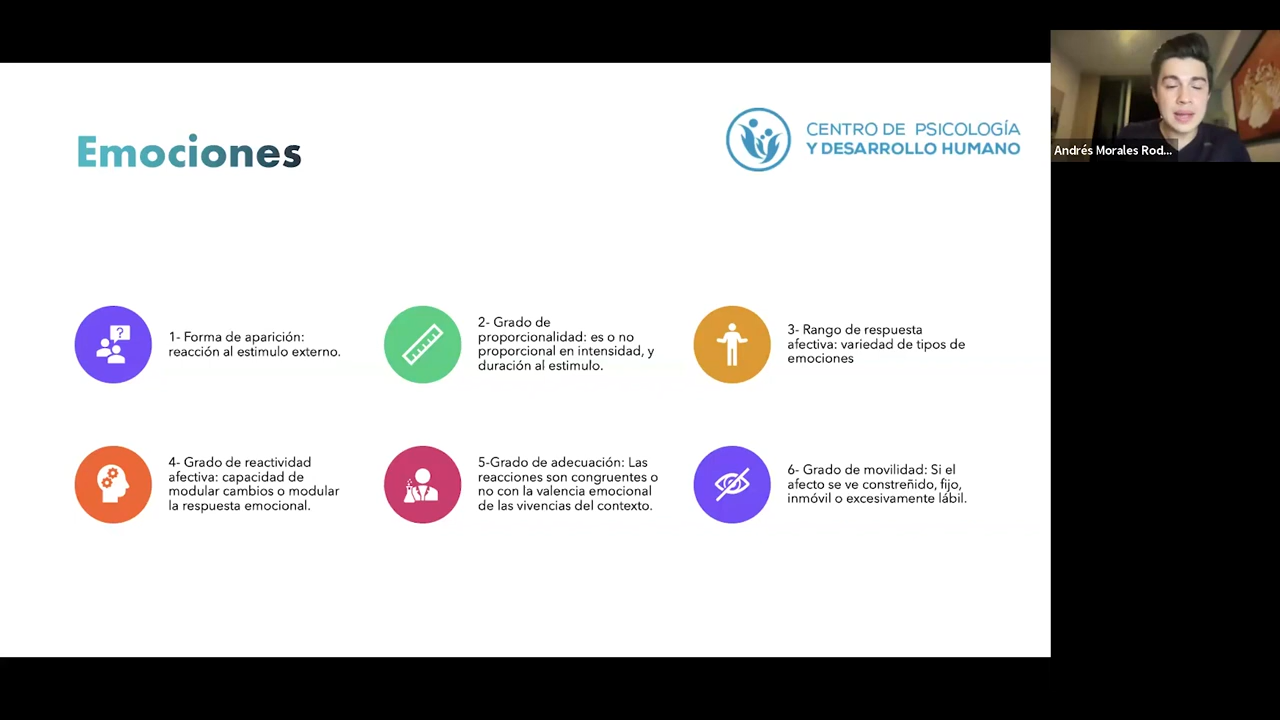 Emociones
CENTRO DE PSICOLOGÍA
Y DESARROLLO HUMANO
Andrés Morales Rod...
1- Forma de aparición:
reacción al estimulo externo.
2- Grado de
proporcionalidad: es o no
proporcional en intensidad, y
duración al estimulo.
3- Rango de respuesta
afectiva: variedad de tipos de
emociones
4- Grado de reactividad
afectiva: capacidad de
modular cambios o modular
la respuesta emocional.
5-Grado de adecuación: Las
reacciones son congruentes o
no con la valencia emocional
de las vivencias del contexto.
6- Grado de movilidad: Si el
afecto se ve constreñido, fijo,
inmóvil o excesivamente lábil.
?